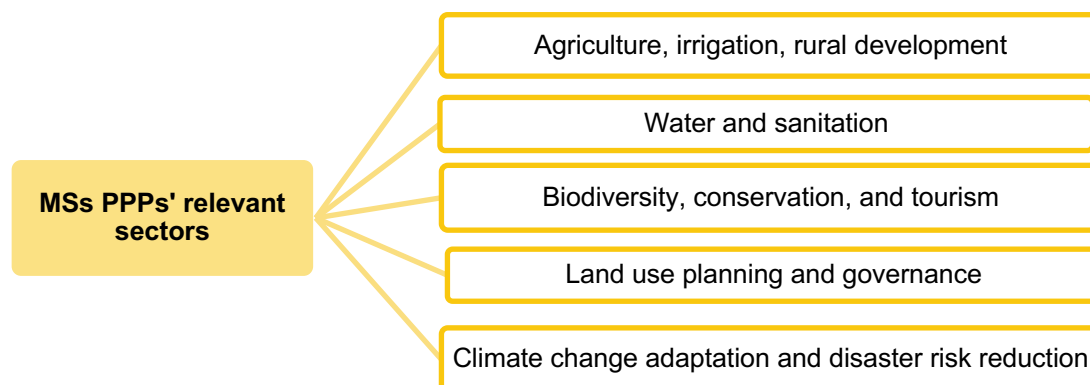 MSs PPPs' relevant
sectors
Agriculture, irrigation, rural development
Water and sanitation
Biodiversity, conservation, and tourism
Land use planning and governance
Climate change adaptation and disaster risk reduction